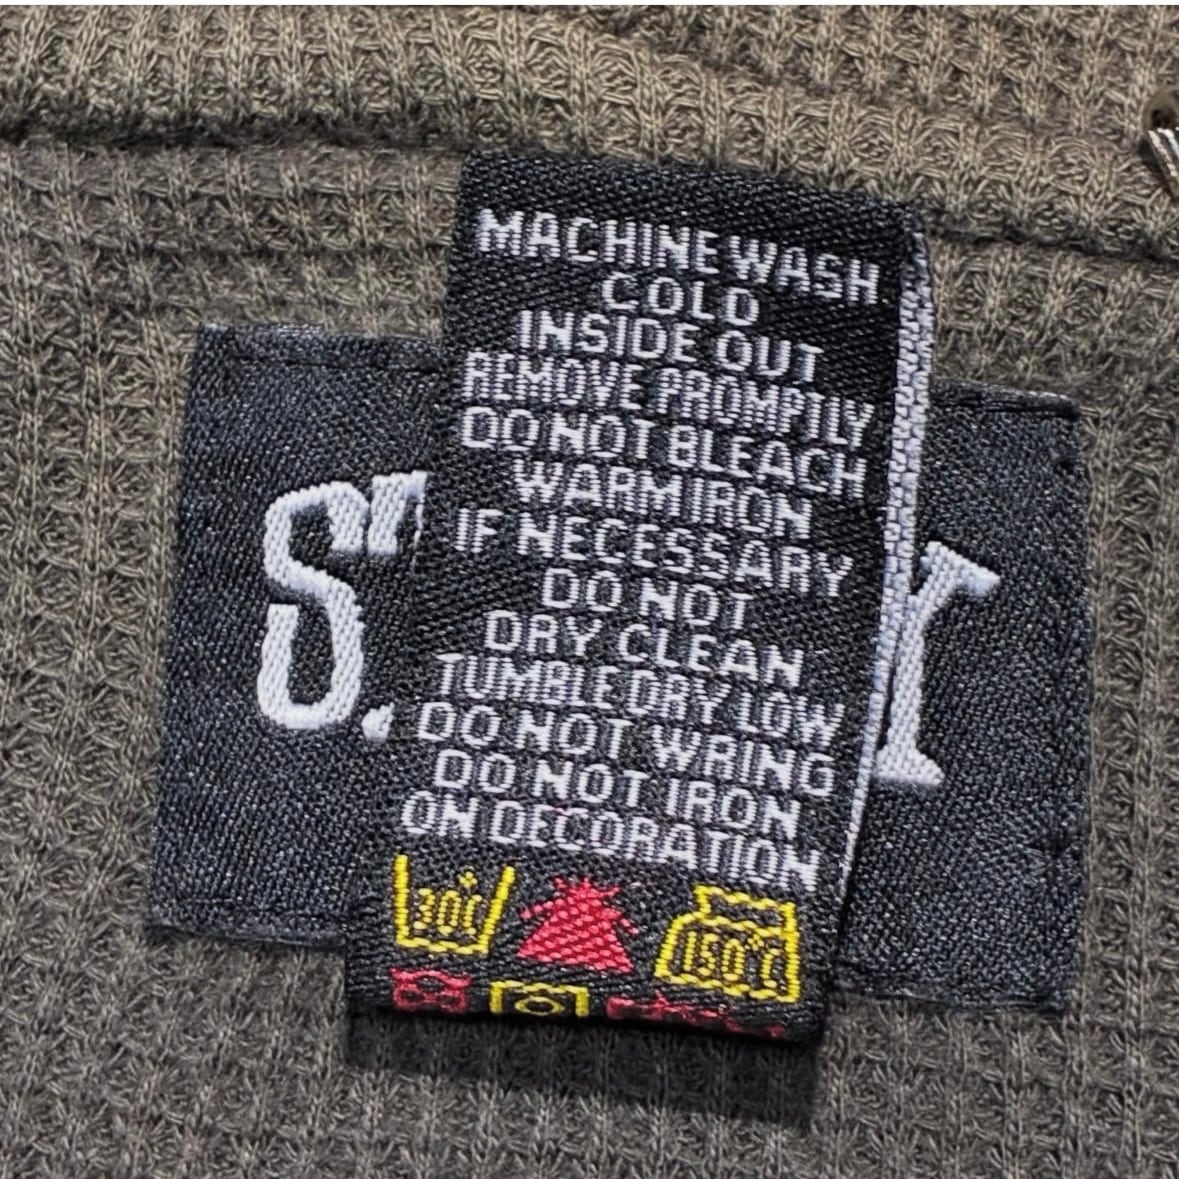 MACHINE WASH
COLD
INSIDE OUT
REMOVE PROMPTLY
DO NOT BLEACH
WARM IRON
IF NECESSARY
DO NOT
DRY CLEAN
TUMBLE DRY LOW
DO NOT WRING
DO NOT IRON
ON DECORATION
30°C 150°C